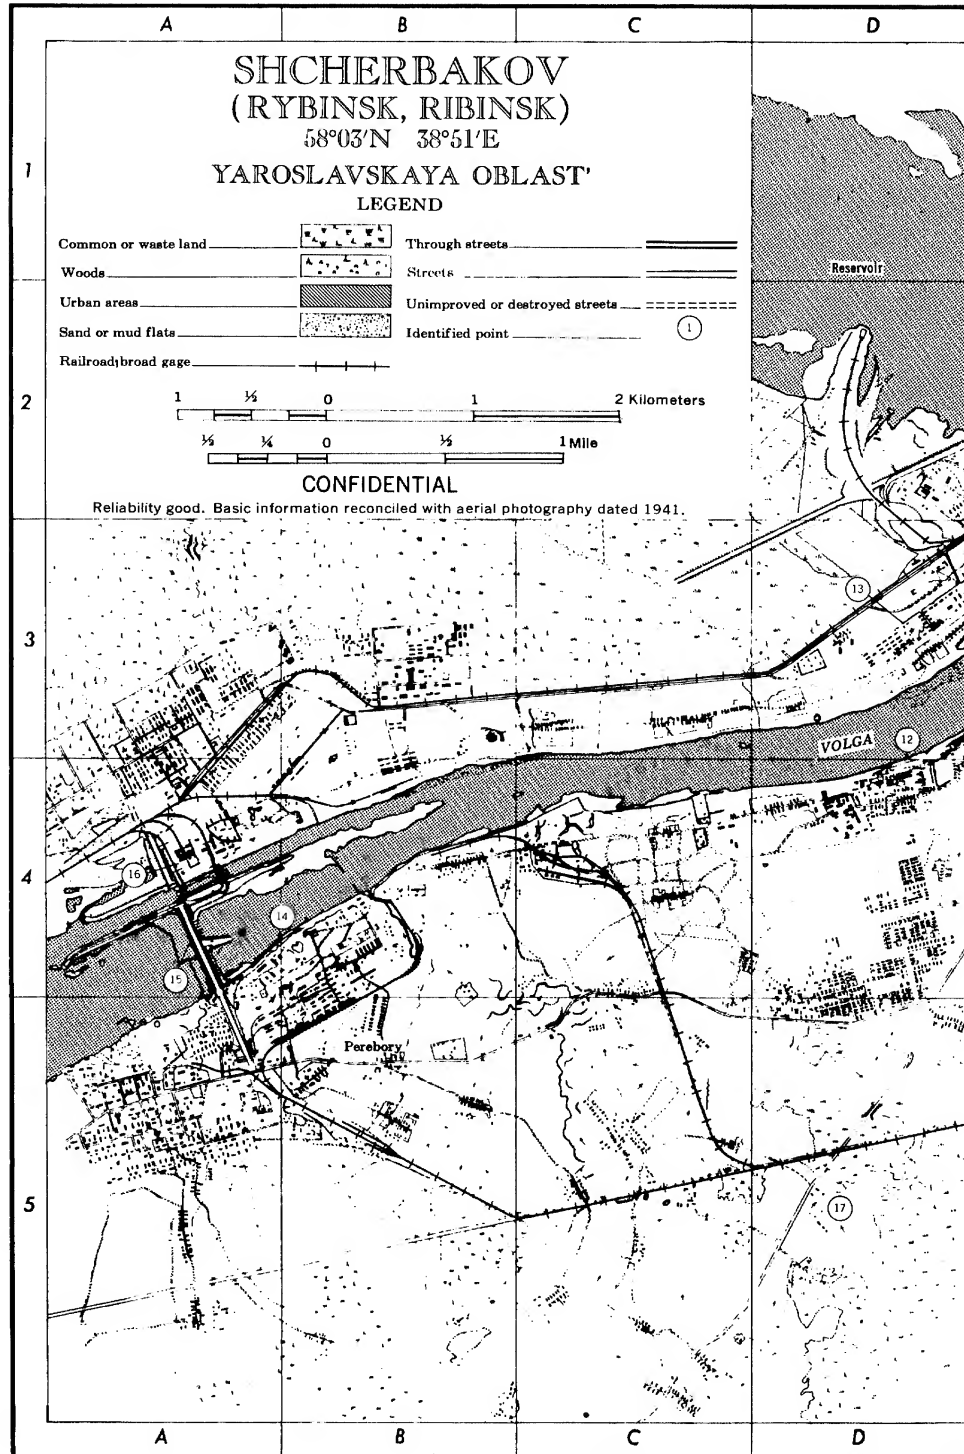 A B C D
SHCHERBAKOV
(RYBINSK, RIBINSK)
58°03'N 38°51'E
1
YAROSLAVSKAYA OBLAST'
LEGEND
Common or waste land
Through streets
Woods
Streets
Reservoir
Urban areas
Unimproved or destroyed streets
Sand or mud flats
Identified point
1
Railroad, broad gage
2
1 ½ 0 1 2 Kilometers
½ ¼ 0 ½ 1 Mile
CONFIDENTIAL
Reliability good. Basic information reconciled with aerial photography dated 1941.
13
3
VOLGA
12
16
4
14
15
Perebory
5
17
A B C D